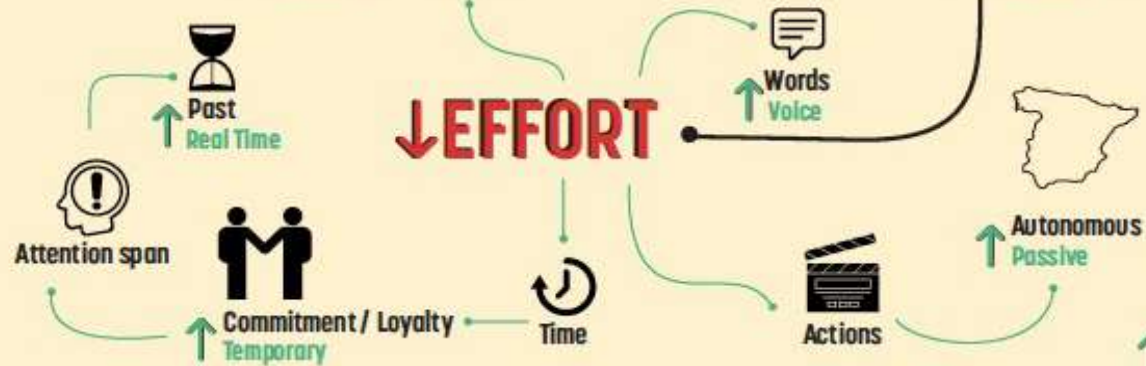 Past
Real Time
Words
Voice
↓EFFORT
Attention span
Autonomous
Passive
Commitment / Loyalty
Temporary
Time
Actions